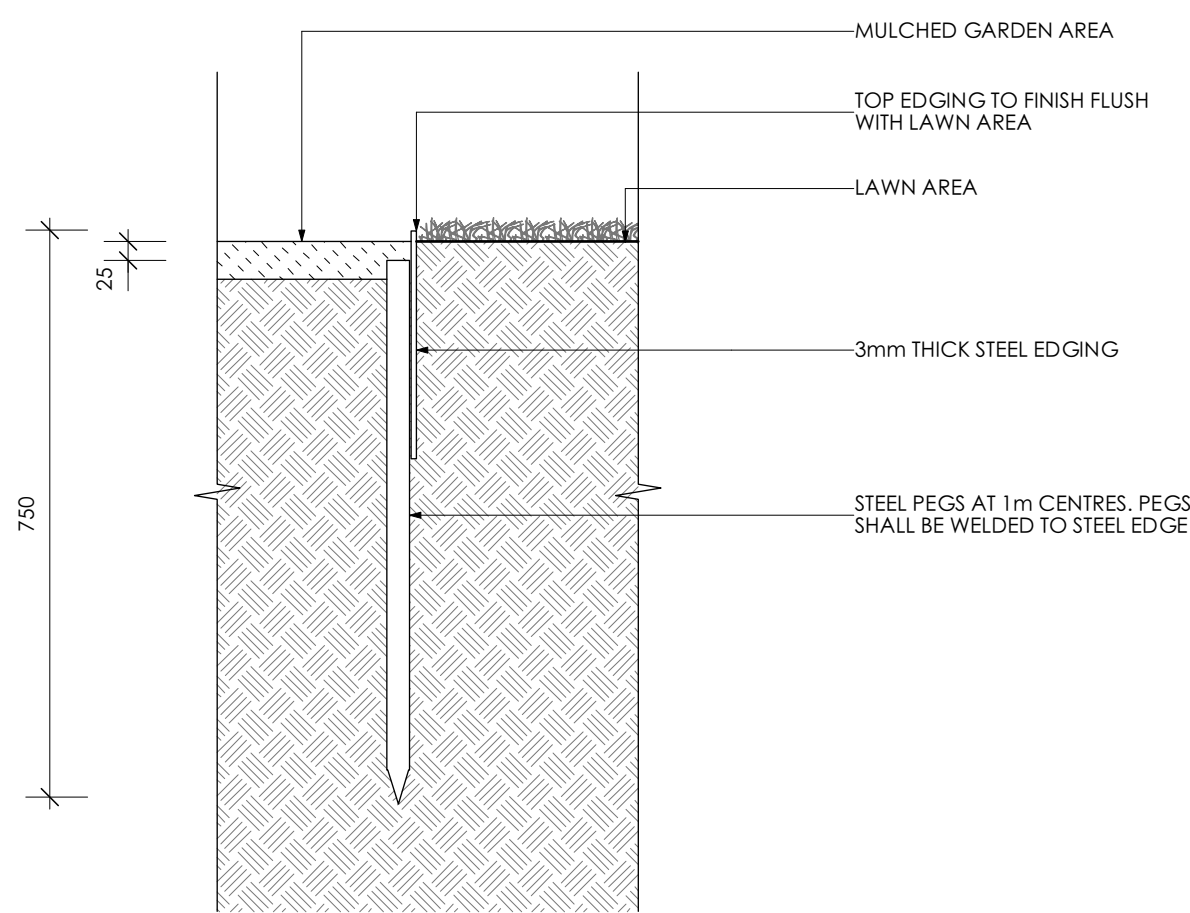 MULCHED GARDEN AREA
TOP EDGING TO FINISH FLUSH
WITH LAWN AREA
LAWN AREA
25
3mm THICK STEEL EDGING
750
STEEL PEGS AT 1m CENTRES. PEGS
SHALL BE WELDED TO STEEL EDGE